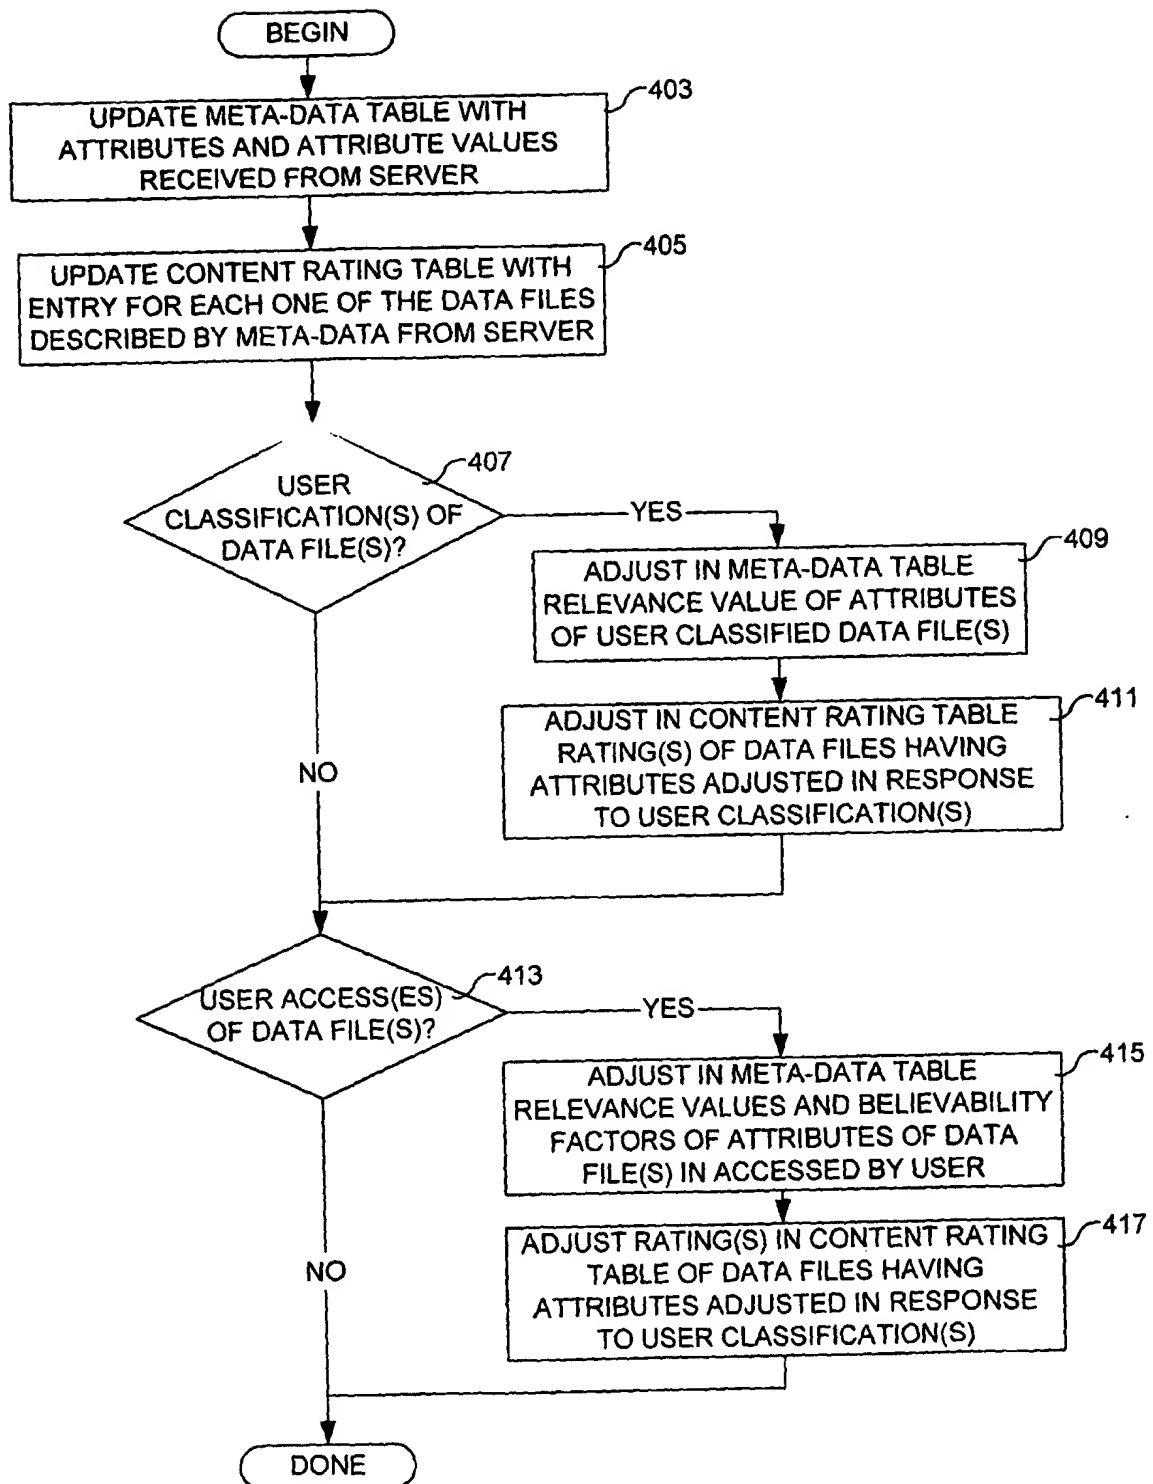 BEGIN
403
UPDATE META-DATA TABLE WITH
ATTRIBUTES AND ATTRIBUTE VALUES
RECEIVED FROM SERVER
405
UPDATE CONTENT RATING TABLE WITH
ENTRY FOR EACH ONE OF THE DATA FILES
DESCRIBED BY META-DATA FROM SERVER
407
USER
CLASSIFICATION(S) OF
DATA FILE(S)?
YES
409
ADJUST IN META-DATA TABLE
RELEVANCE VALUE OF ATTRIBUTES
OF USER CLASSIFIED DATA FILE(S)
411
ADJUST IN CONTENT RATING TABLE
RATING(S) OF DATA FILES HAVING
ATTRIBUTES ADJUSTED IN RESPONSE
TO USER CLASSIFICATION(S)
NO
413
USER ACCESS(ES)
OF DATA FILE(S)?
YES
415
ADJUST IN META-DATA TABLE
RELEVANCE VALUES AND BELIEVABILITY
FACTORS OF ATTRIBUTES OF DATA
FILE(S) IN ACCESSED BY USER
417
ADJUST RATING(S) IN CONTENT RATING
TABLE OF DATA FILES HAVING
ATTRIBUTES ADJUSTED IN RESPONSE
TO USER CLASSIFICATION(S)
NO
DONE